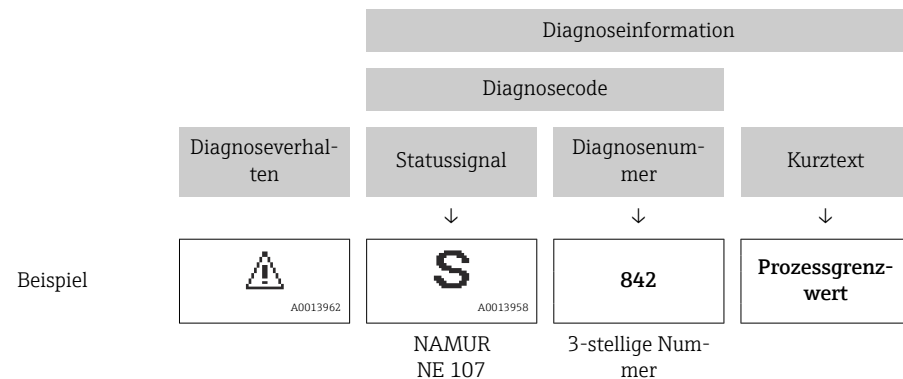 Diagnoseinformation
Diagnosecode
Diagnoseverhal-
ten
Statussignal
Diagnosenum-
mer
Kurztext
↓ ↓ ↓
Beispiel
A0013962
S
A0013958
842
Prozessgrenz-
wert
NAMUR
NE 107
3-stellige Num-
mer